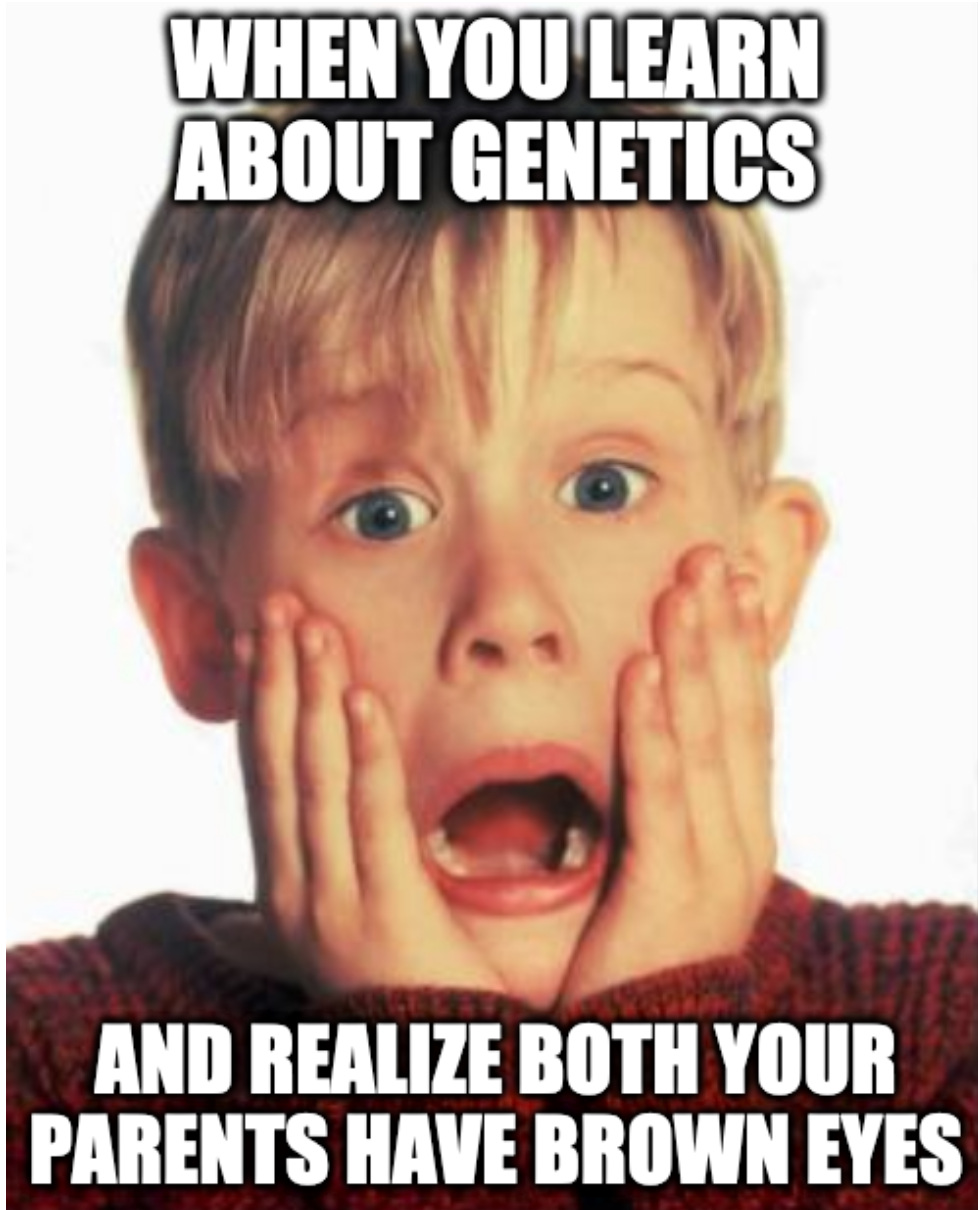 WHEN YOU LEARN
ABOUT GENETICS
AND REALIZE BOTH YOUR
PARENTS HAVE BROWN EYES